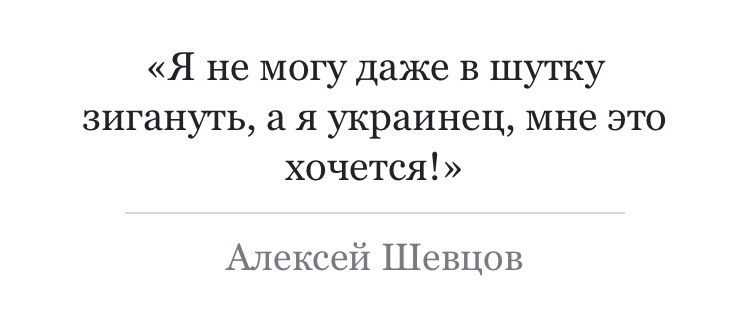 «Я не могу даже в шутку
зигануть, а я украинец, мне это
хочется!»
Алексей Шевцов